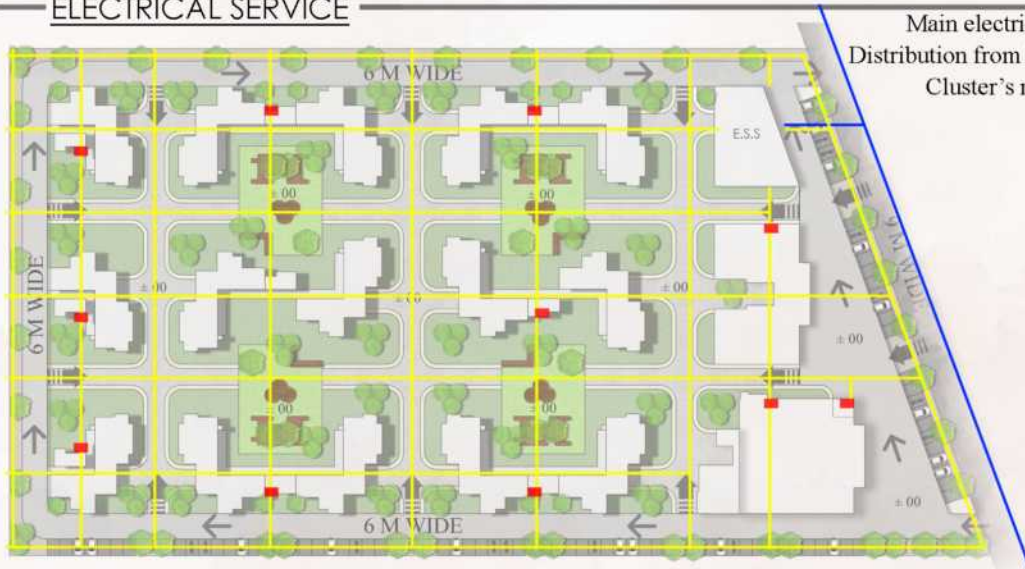 ELECTRICAL SERVICE
Main electri
Distribution from
Cluster's r
6 M WIDE
E.S.S
± 00
± 00
6 M WIDE
9 M WIDE
± 00
± 00
± 00
± 00
± 00
± 00
± 00
6 M WIDE